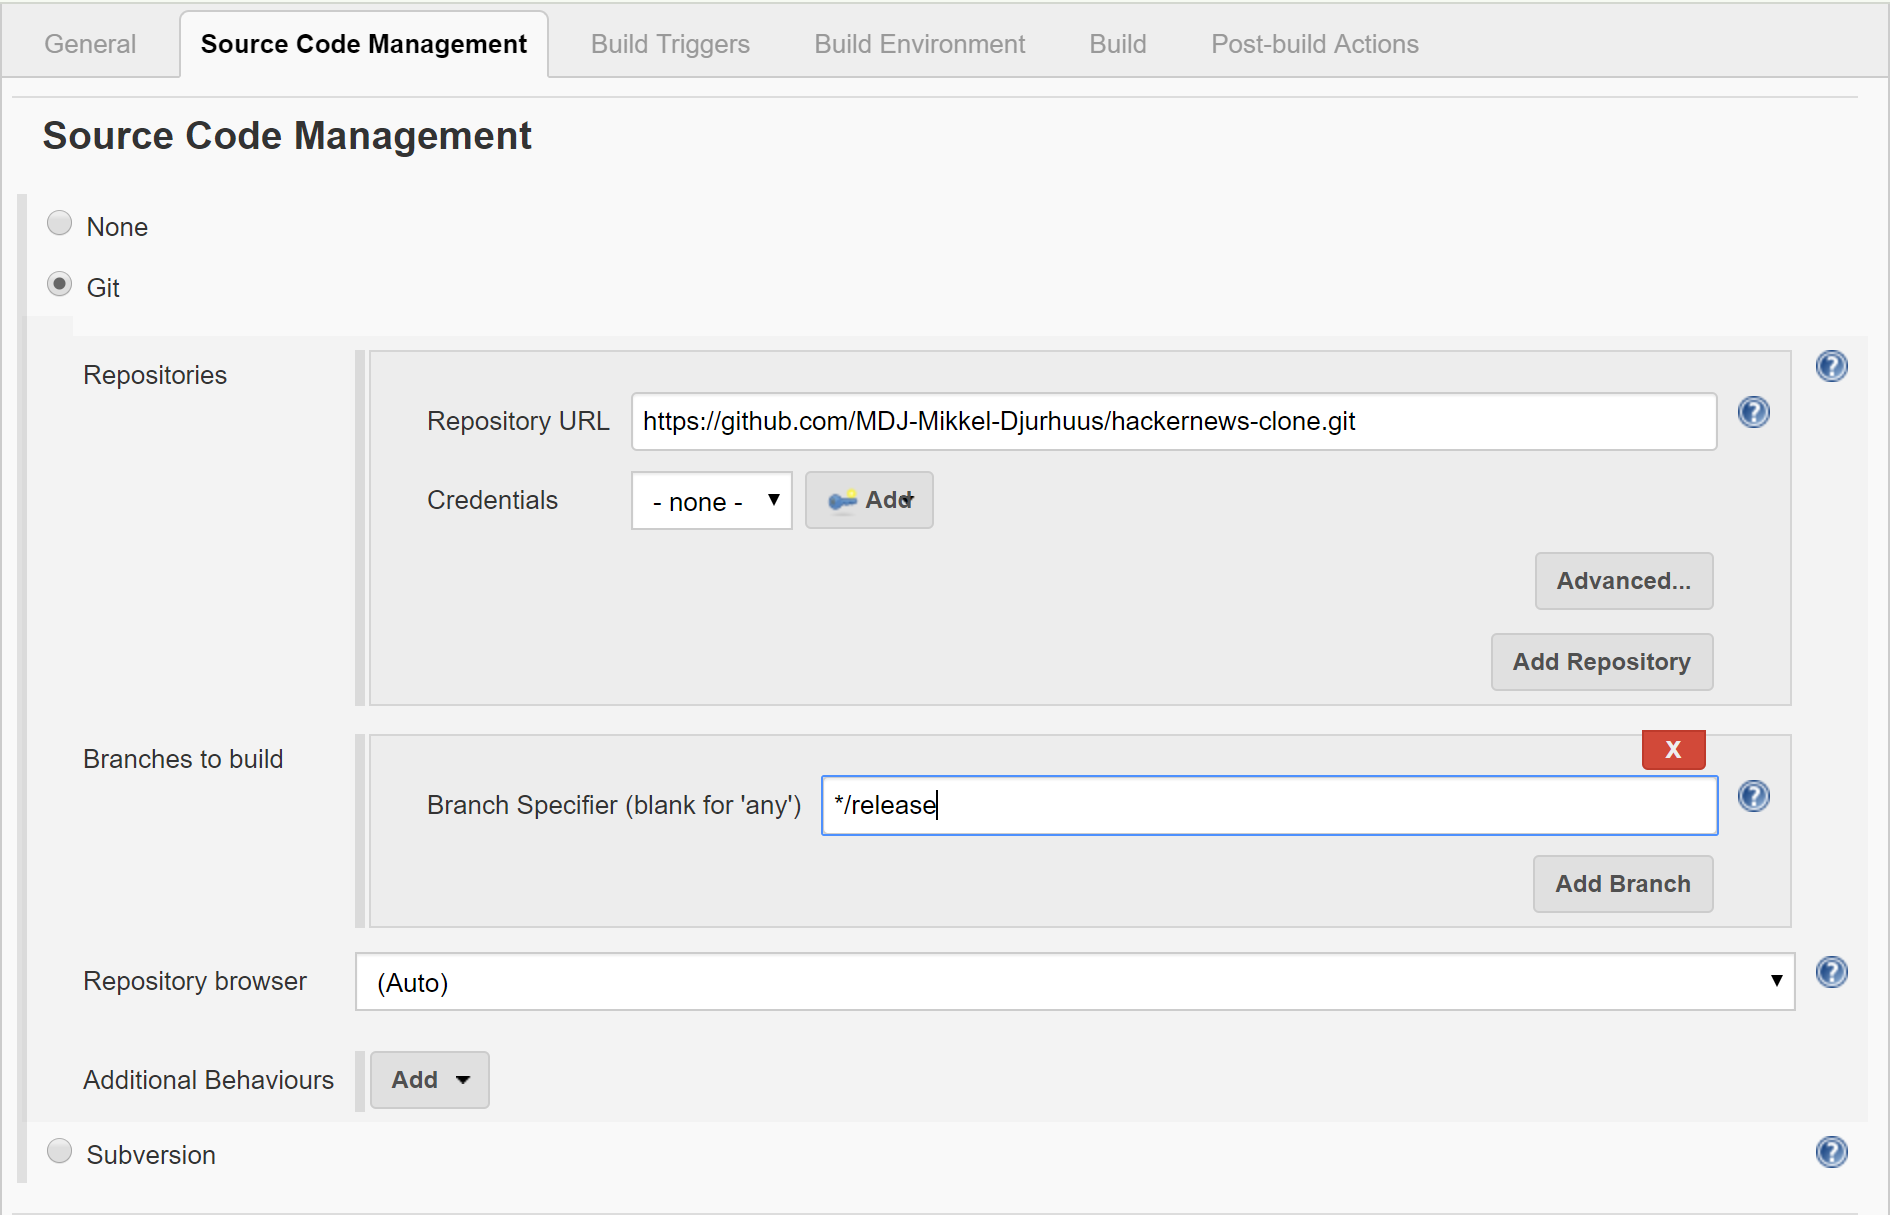 General Source Code Management Build Triggers Build Environment Build Post-build Actions
Source Code Management
None
Git
Repositories
Repository URL https://github.com/MDJ-Mikkel-Djurhuus/hackernews-clone.git
Credentials - none - Add
Advanced...
Add Repository
Branches to build
X
Branch Specifier (blank for 'any') */release
Add Branch
Repository browser (Auto)
Additional Behaviours Add
Subversion